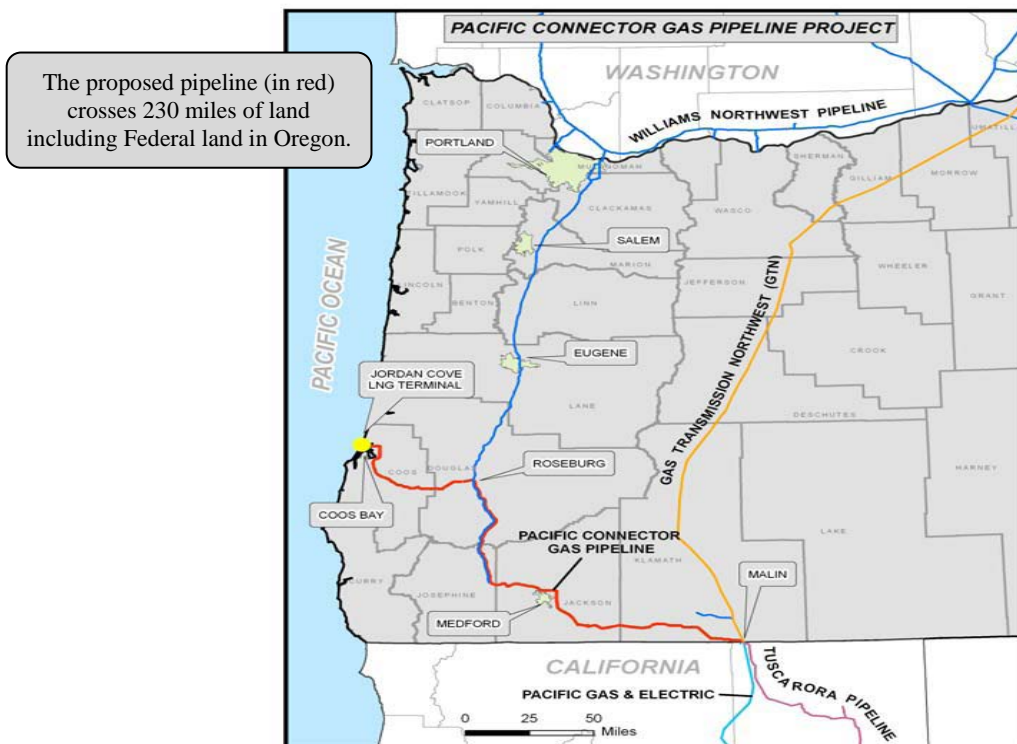 PACIFIC CONNECTOR GAS PIPELINE PROJECT
The proposed pipeline (in red)
crosses 230 miles of land
including Federal land in Oregon.
WASHINGTON
WILLIAMS NORTHWEST PIPELINE
CLATSOP
COLUMBIA
PORTLAND
MULTNOMAH
SHERMAN
UMATILLA
GILLIAM
MORROW
TILLAMOOK
YAMHILL
CLACKAMAS
WASCO
SALEM
POLK
MARION
WHEELER
JEFFERSON
LINCOLN
BENTON
LINN
GRANT
PACIFIC OCEAN
EUGENE
CROOK
JORDAN COVE
LNG TERMINAL
LANE
GAS TRANSMISSION NORTHWEST (GTN)
DESCHUTES
COOS
DOUGLAS
ROSEBURG
HARNEY
COOS BAY
PACIFIC CONNECTOR
GAS PIPELINE
LAKE
KLAMATH
MALIN
CURRY
JOSEPHINE
JACKSON
MEDFORD
CALIFORNIA
PACIFIC GAS & ELECTRIC
TUSCARORA PIPELINE
0 25 50
Miles